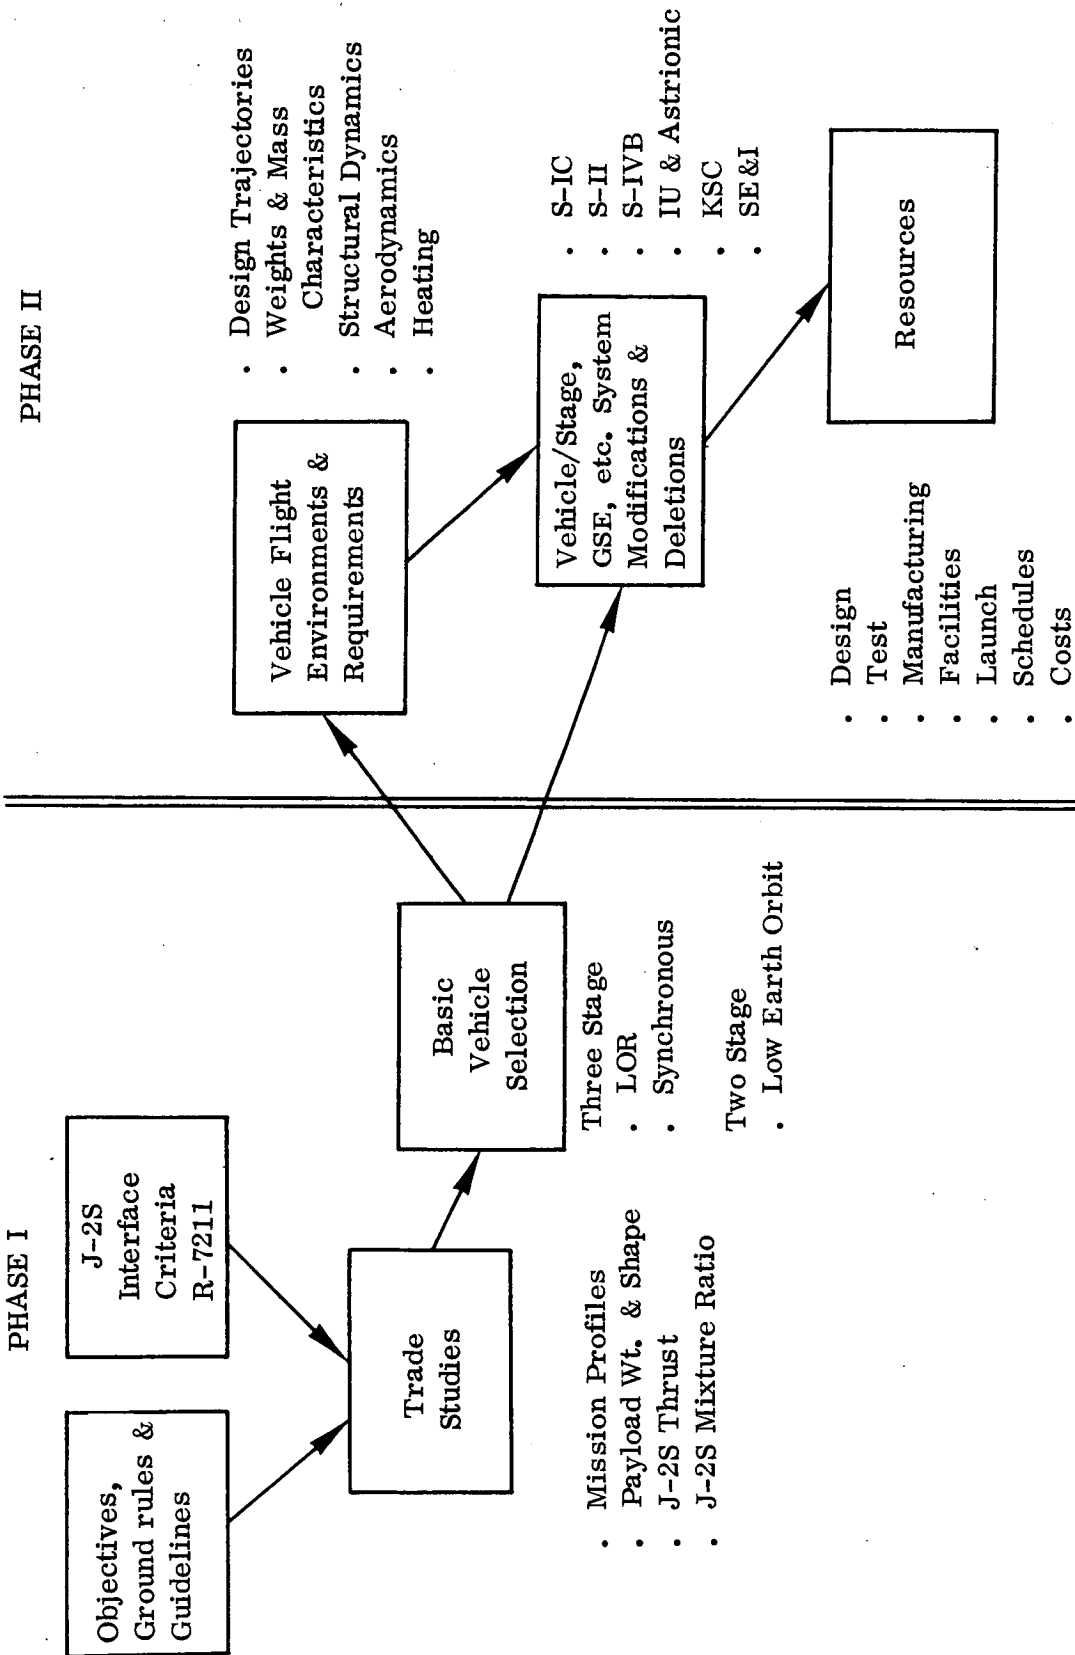 PHASE I
Objectives,
Ground rules &
Guidelines
J-2S
Interface
Criteria
R-7211
Trade
Studies
• Mission Profiles
• Payload Wt. & Shape
• J-2S Thrust
• J-2S Mixture Ratio
Basic
Vehicle
Selection
Three Stage
• LOR
• Synchronous
Two Stage
• Low Earth Orbit
PHASE II
Vehicle Flight
Environments &
Requirements
• Design Trajectories
• Weights & Mass
Characteristics
• Structural Dynamics
• Aerodynamics
• Heating
Vehicle/Stage,
GSE, etc. System
Modifications &
Deletions
• S-IC
• S-II
• S-IVB
• IU & Astrionic
• KSC
• SE&I
Resources
• Design
• Test
• Manufacturing
• Facilities
• Launch
• Schedules
• Costs